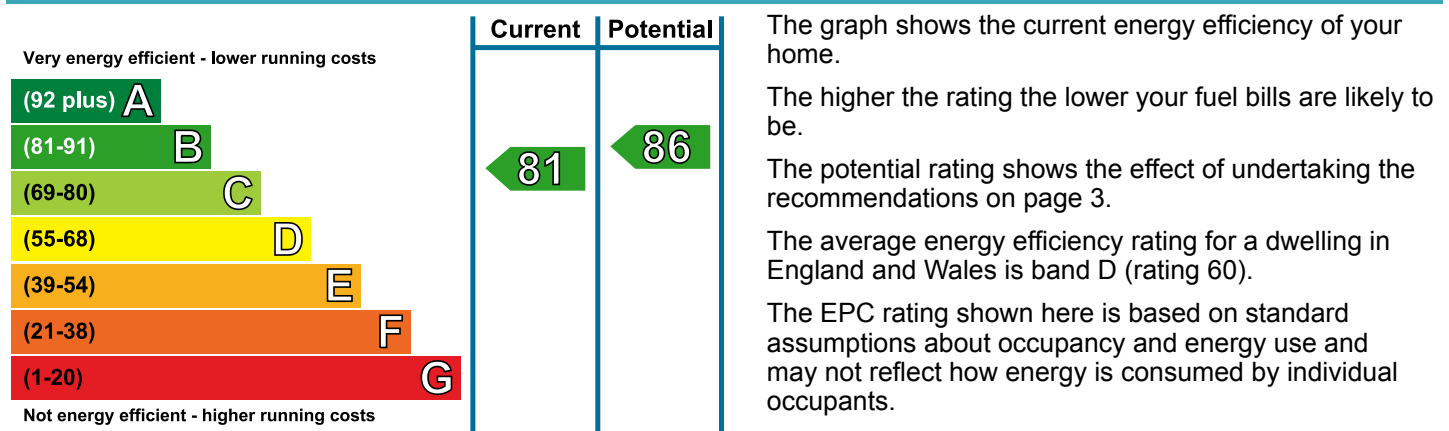 Current Potential
Very energy efficient - lower running costs
(92 plus) A
(81-91) B
(69-80) C
(55-68) D
(39-54) E
(21-38) F
(1-20) G
Not energy efficient - higher running costs
81
86
The graph shows the current energy efficiency of your
home.
The higher the rating the lower your fuel bills are likely to
be.
The potential rating shows the effect of undertaking the
recommendations on page 3.
The average energy efficiency rating for a dwelling in
England and Wales is band D (rating 60).
The EPC rating shown here is based on standard
assumptions about occupancy and energy use and
may not reflect how energy is consumed by individual
occupants.